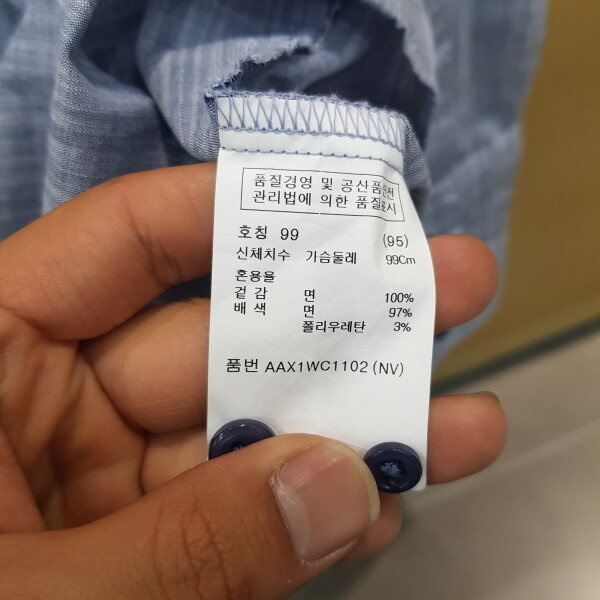 품질경영 및 공산품안전
관리법에 의한 품질표시
호칭 99 (95)
신체치수 가슴둘레 99Cm
혼용율
겉감 면 100%
배색 면 97%
폴리우레탄 3%
품번 AAX1WC1102 (NV)